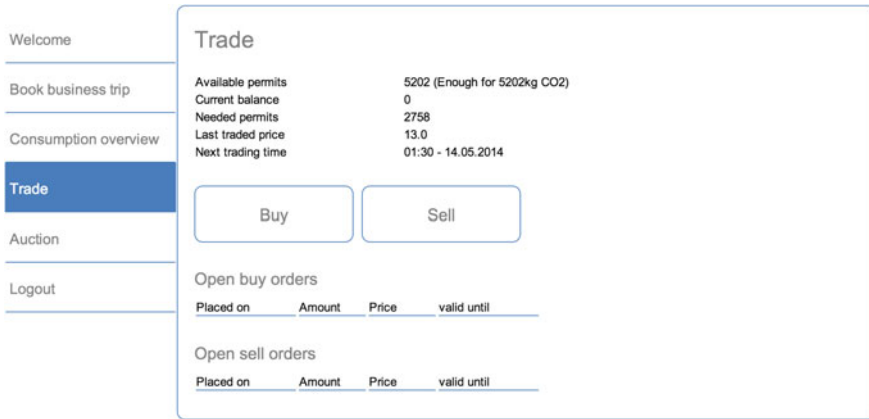 Welcome
Book business trip
Consumption overview
Trade
Auction
Logout
Trade
Available permits 5202 (Enough for 5202kg CO2)
Current balance 0
Needed permits 2758
Last traded price 13.0
Next trading time 01:30 - 14.05.2014
Buy Sell
Open buy orders
Placed on Amount Price valid until
Open sell orders
Placed on Amount Price valid until